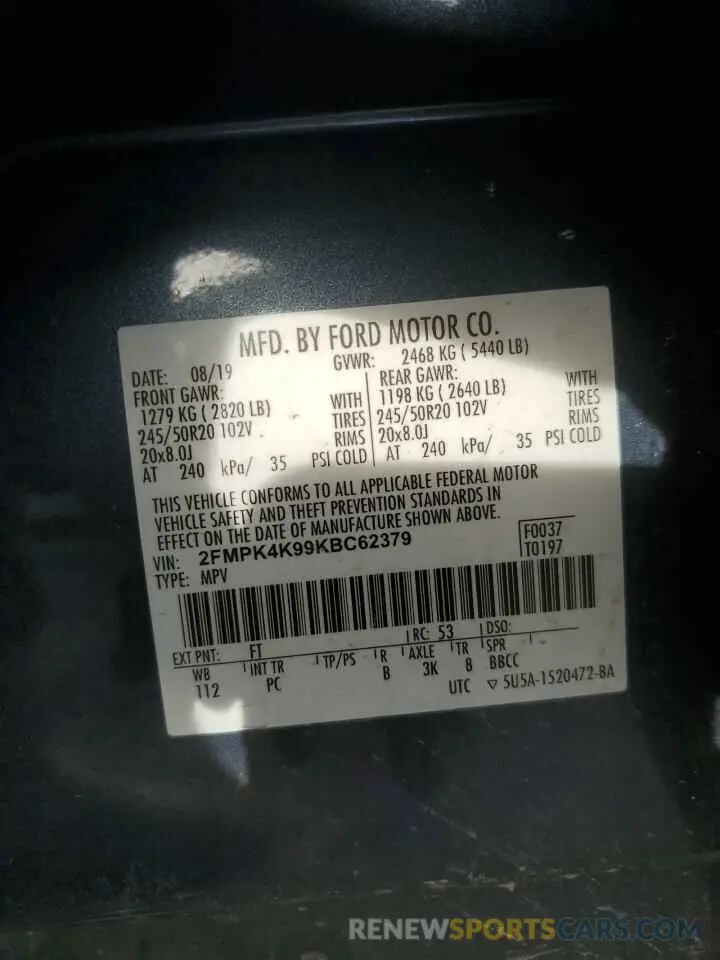 MFD. BY FORD MOTOR CO.
DATE: 08/19 GVWR: 2468 KG ( 5440 LB)
FRONT GAWR: REAR GAWR:
1279 KG ( 2820 LB) WITH 1198 KG ( 2640 LB) WITH
245/50R20 102V TIRES 245/50R20 102V TIRES
20x8.0J RIMS 20x8.0J RIMS
AT 240 kPa/ 35 PSI COLD AT 240 kPa/ 35 PSI COLD
THIS VEHICLE CONFORMS TO ALL APPLICABLE FEDERAL MOTOR
VEHICLE SAFETY AND THEFT PREVENTION STANDARDS IN
EFFECT ON THE DATE OF MANUFACTURE SHOWN ABOVE.
VIN: 2FMPK4K99KBC62379 F0037
TYPE: MPV T0197
EXT PNT: FT RC: 53 DSO:
WB INT TR TP/PS R AXLE TR SPR
112 PC B 3K 8 BBCC
UTC ▽ 5U5A-1520472-BA
RENEWSPORTSCARS.COM